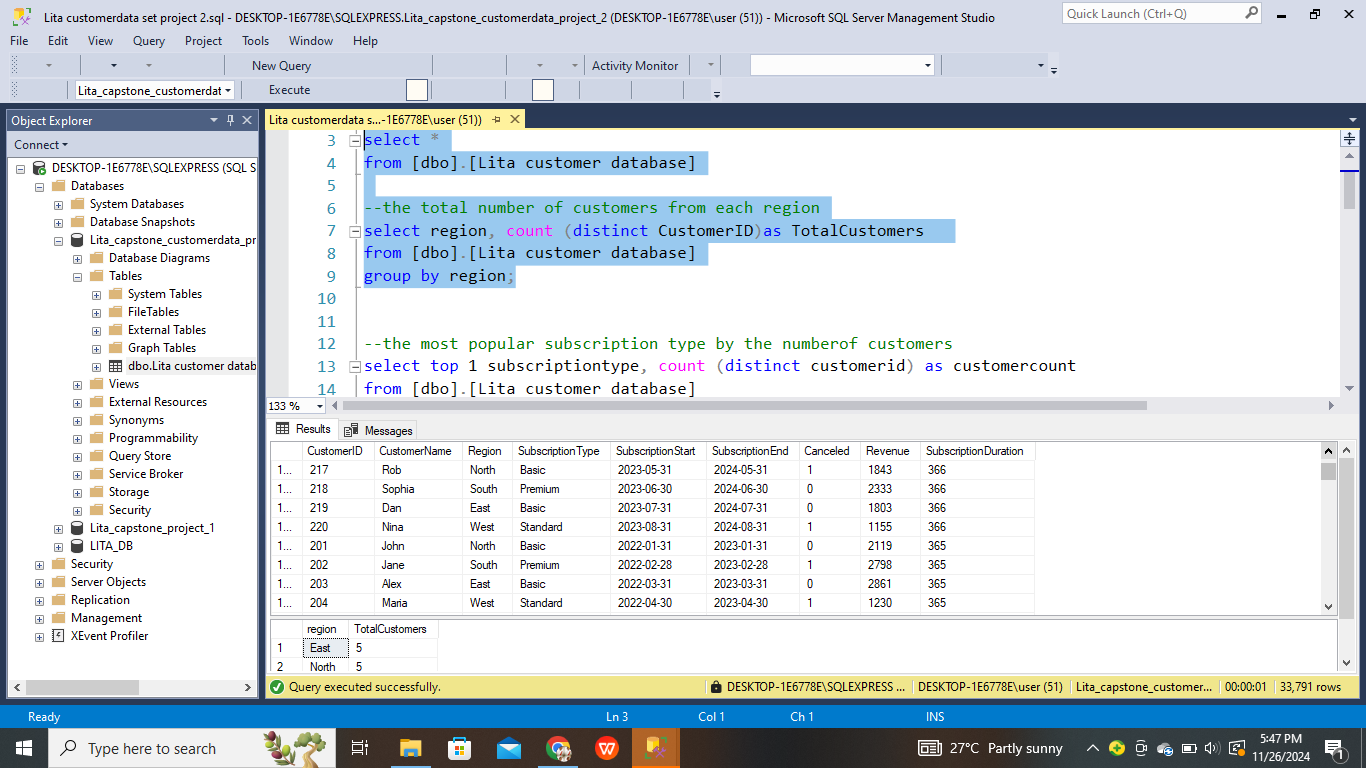 Lita customerdata set project 2.sql - DESKTOP-1E6778E\SQLEXPRESS.Lita_capstone_customerdata_project_2 (DESKTOP-1E6778E\user (51)) - Microsoft SQL Server Management Studio
Quick Launch (Ctrl+Q)
File Edit View Query Project Tools Window Help
New Query Activity Monitor
Lita_capstone_customerdat Execute
Object Explorer
Connect
DESKTOP-1E6778E\SQLEXPRESS (SQL S
Databases
System Databases
Database Snapshots
Lita_capstone_customerdata_pr
Database Diagrams
Tables
System Tables
FileTables
External Tables
Graph Tables
dbo.Lita customer datab
Views
External Resources
Synonyms
Programmability
Query Store
Service Broker
Storage
Security
Lita_capstone_project_1
LITA_DB
Security
Server Objects
Replication
Management
XEvent Profiler
Lita customerdata s...-1E6778E\user (51))
3 select *
4 from [dbo].[Lita customer database]
5
6 --the total number of customers from each region
7 select region, count (distinct CustomerID)as TotalCustomers
8 from [dbo].[Lita customer database]
9 group by region;
10
11
12 --the most popular subscription type by the numberof customers
13 select top 1 subscriptiontype, count (distinct customerid) as customercount
14 from [dbo].[Lita customer database]
133 %
Results Messages
CustomerID CustomerName Region SubscriptionType SubscriptionStart SubscriptionEnd Canceled Revenue SubscriptionDuration
1... 217 Rob North Basic 2023-05-31 2024-05-31 1 1843 366
1... 218 Sophia South Premium 2023-06-30 2024-06-30 0 2333 366
1... 219 Dan East Basic 2023-07-31 2024-07-31 0 1803 366
1... 220 Nina West Standard 2023-08-31 2024-08-31 1 1155 366
1... 201 John North Basic 2022-01-31 2023-01-31 0 2119 365
1... 202 Jane South Premium 2022-02-28 2023-02-28 1 2798 365
1... 203 Alex East Basic 2022-03-31 2023-03-31 0 2861 365
1... 204 Maria West Standard 2022-04-30 2023-04-30 1 1230 365
region TotalCustomers
1 East 5
2 North 5
Query executed successfully. DESKTOP-1E6778E\SQLEXPRESS ... DESKTOP-1E6778E\user (51) Lita_capstone_customer... 00:00:01 33,791 rows
Ready Ln 3 Col 1 Ch 1 INS
Type here to search 27°C Partly sunny 5:47 PM
11/26/2024 1